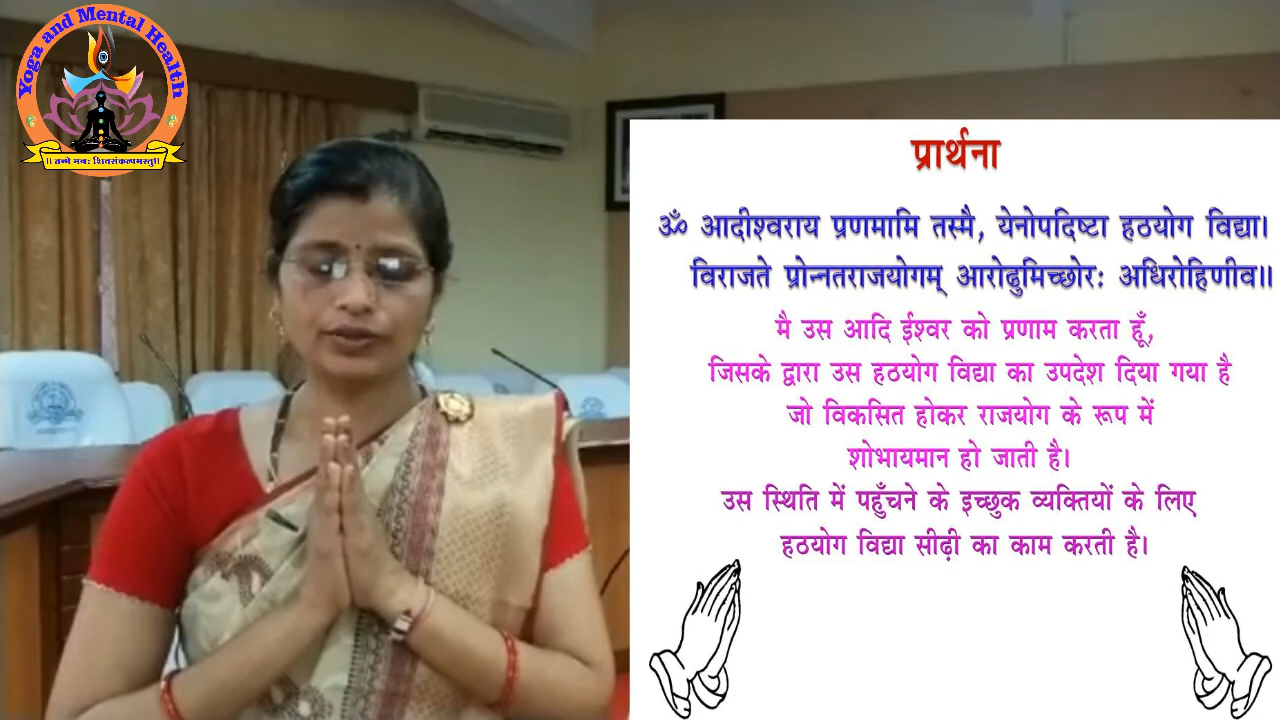 Yoga and Mental Health
॥ तन्मे मनः शिवसंकल्पमस्तु॥
प्रार्थना
ॐ आदीश्वराय प्रणमामि तस्मै, येनोपदिष्टा हठयोग विद्या।
विराजते प्रोन्नतराजयोगम् आरोढुमिच्छोरः अधिरोहिणीव॥
मै उस आदि ईश्वर को प्रणाम करता हूँ,
जिसके द्वारा उस हठयोग विद्या का उपदेश दिया गया है
जो विकसित होकर राजयोग के रूप में
शोभायमान हो जाती है।
उस स्थिति में पहुँचने के इच्छुक व्यक्तियों के लिए
हठयोग विद्या सीढ़ी का काम करती है।